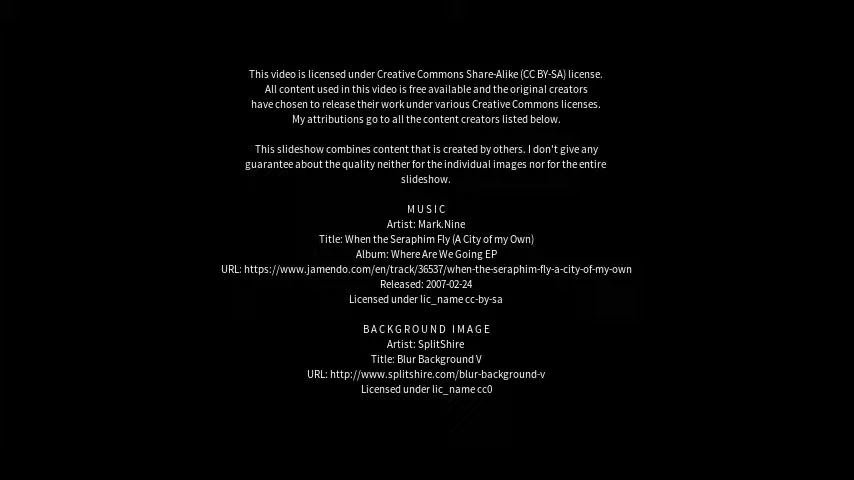 This video is licensed under Creative Commons Share-Alike (CC BY-SA) license.
All content used in this video is free available and the original creators
have chosen to release their work under various Creative Commons licenses.
My attributions go to all the content creators listed below.
This slideshow combines content that is created by others. I don't give any
guarantee about the quality neither for the individual images nor for the entire
slideshow.
MUSIC
Artist: Mark.Nine
Title: When the Seraphim Fly (A City of my Own)
Album: Where Are We Going EP
URL: https://www.jamendo.com/en/track/36537/when-the-seraphim-fly-a-city-of-my-own
Released: 2007-02-24
Licensed under lic_name cc-by-sa
BACKGROUND IMAGE
Artist: SplitShire
Title: Blur Background V
URL: http://www.splitshire.com/blur-background-v
Licensed under lic_name cc0